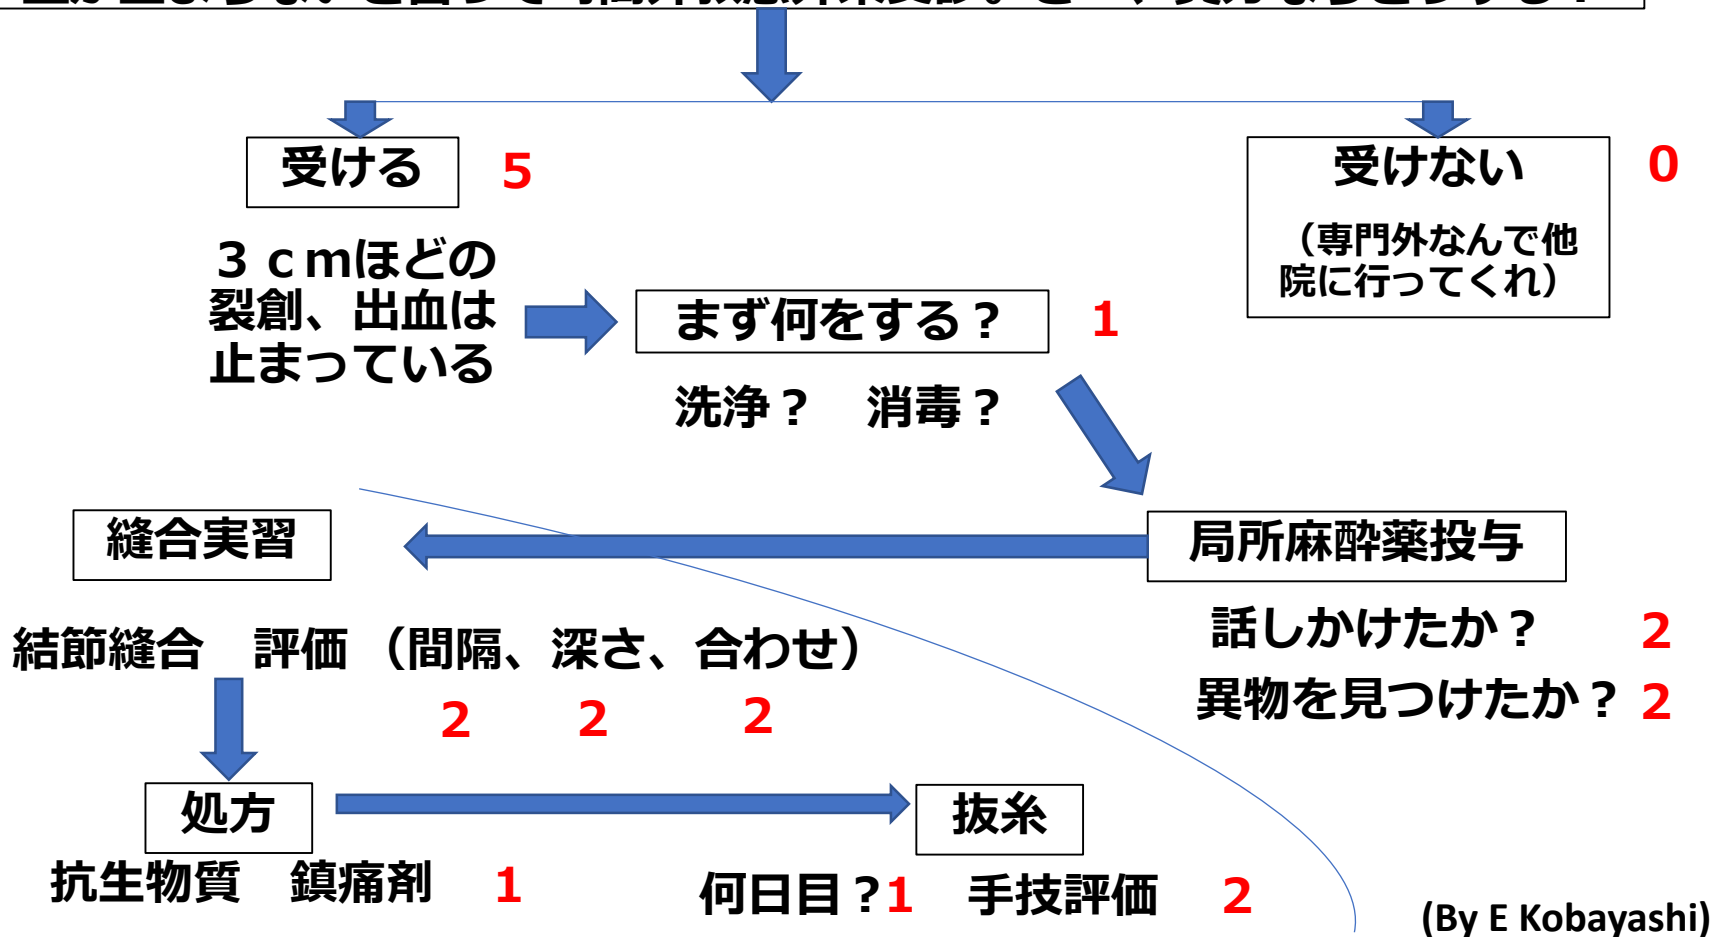 受ける 5
受けない 0
（専門外なんで他
院に行ってくれ）
３ｃｍほどの
裂創、出血は
止まっている
まず何をする？ 1
洗浄？　消毒？
縫合実習
局所麻酔薬投与
話しかけたか？ 2
異物を見つけたか？ 2
結節縫合　評価（間隔、深さ、合わせ）
2 2 2
処方
抜糸
抗生物質　鎮痛剤 1
何日目？1 手技評価 2
(By E Kobayashi)